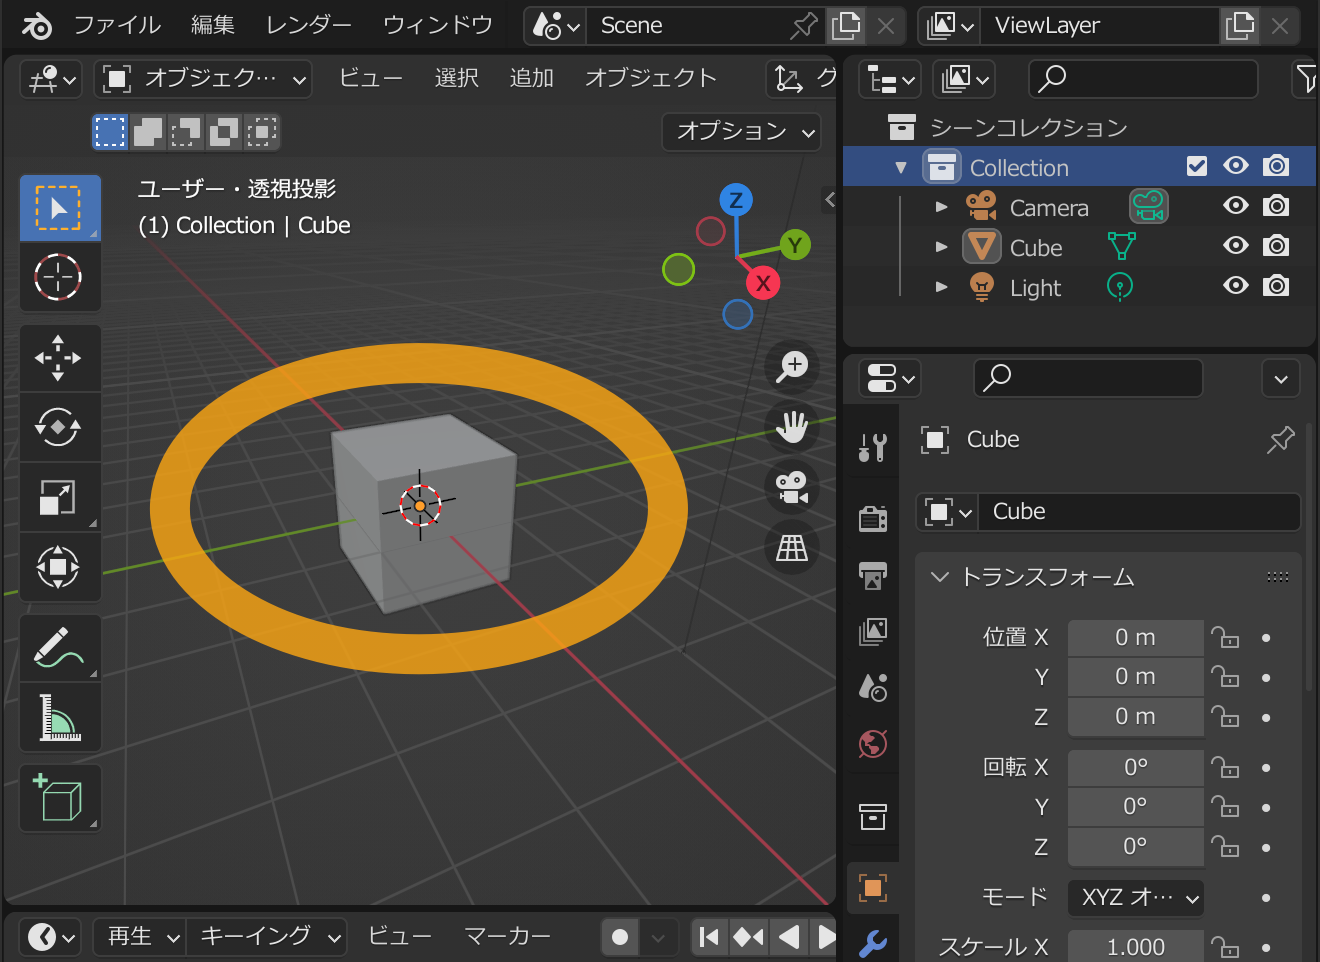 ファイル 編集 レンダー ウィンドウ Scene ViewLayer
オブジェク… ビュー 選択 追加 オブジェクト グ
オプション
ユーザー・透視投影
(1) Collection | Cube
Z
Y
X
シーンコレクション
Collection
Camera
Cube
Light
Cube
Cube
トランスフォーム
位置 X 0 m
Y 0 m
Z 0 m
回転 X 0°
Y 0°
Z 0°
モード XYZ オ…
スケール X 1.000
再生 キーイング ビュー マーカー